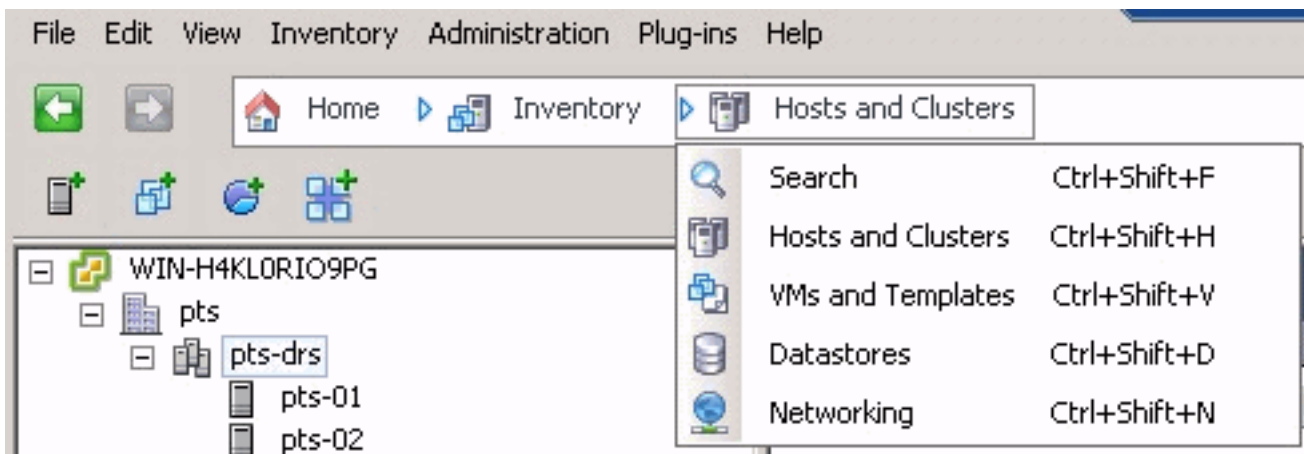 File Edit View Inventory Administration Plug-ins Help
Home Inventory Hosts and Clusters
Search Ctrl+Shift+F
Hosts and Clusters Ctrl+Shift+H
VMs and Templates Ctrl+Shift+V
Datastores Ctrl+Shift+D
Networking Ctrl+Shift+N
WIN-H4KL0RIO9PG
pts
pts-drs
pts-01
pts-02